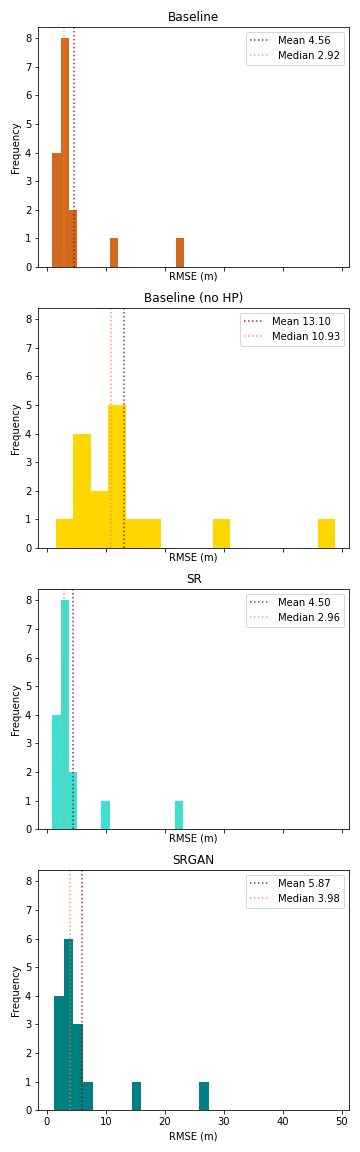 Baseline
Mean 4.56
Median 2.92
8
7
6
5
4
3
2
1
0
Frequency
RMSE (m)
Baseline (no HP)
Mean 13.10
Median 10.93
8
7
6
5
4
3
2
1
0
Frequency
RMSE (m)
SR
Mean 4.50
Median 2.96
8
7
6
5
4
3
2
1
0
Frequency
RMSE (m)
SRGAN
Mean 5.87
Median 3.98
8
7
6
5
4
3
2
1
0
Frequency
0 10 20 30 40 50
RMSE (m)